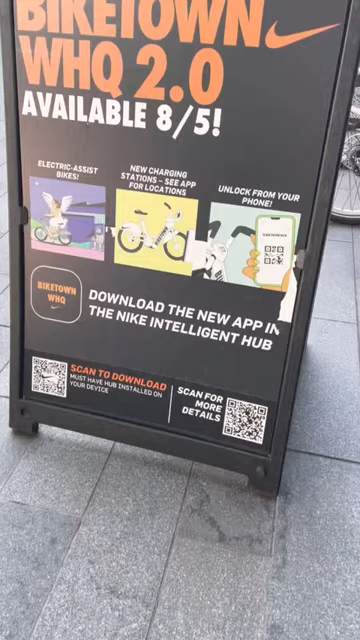 BIKETOWN
WHQ 2.0
AVAILABLE 8/5!
ELECTRIC-ASSIST
BIKES!
NEW CHARGING
STATIONS – SEE APP
FOR LOCATIONS
UNLOCK FROM YOUR
PHONE!
BIKETOWN
WHQ
DOWNLOAD THE NEW APP IN
THE NIKE INTELLIGENT HUB
SCAN TO DOWNLOAD
MUST HAVE HUB INSTALLED ON
YOUR DEVICE
SCAN FOR
MORE
DETAILS